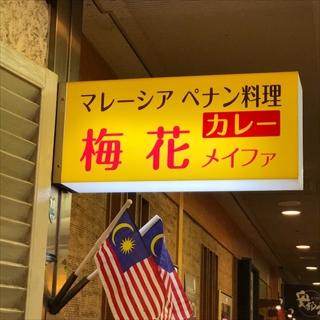 マレーシア ペナン料理
梅花 カレー
メイファ